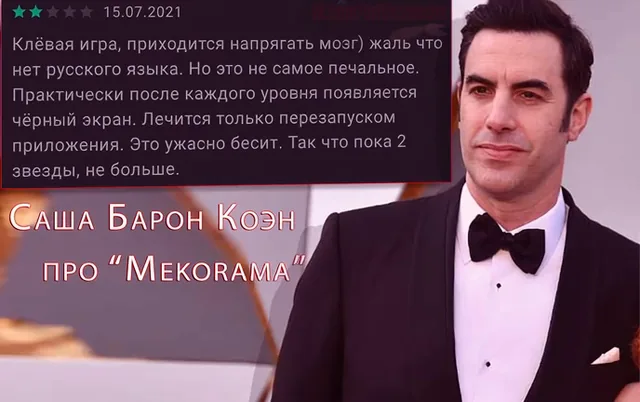 15.07.2021
Клёвая игра, приходится напрягать мозг) жаль что
нет русского языка. Но это не самое печальное.
Практически после каждого уровня появляется
чёрный экран. Лечится только перезапуском
приложения. Это ужасно бесит. Так что пока 2
звезды, не больше.
Саша Барон Коэн
про “Mekorama”